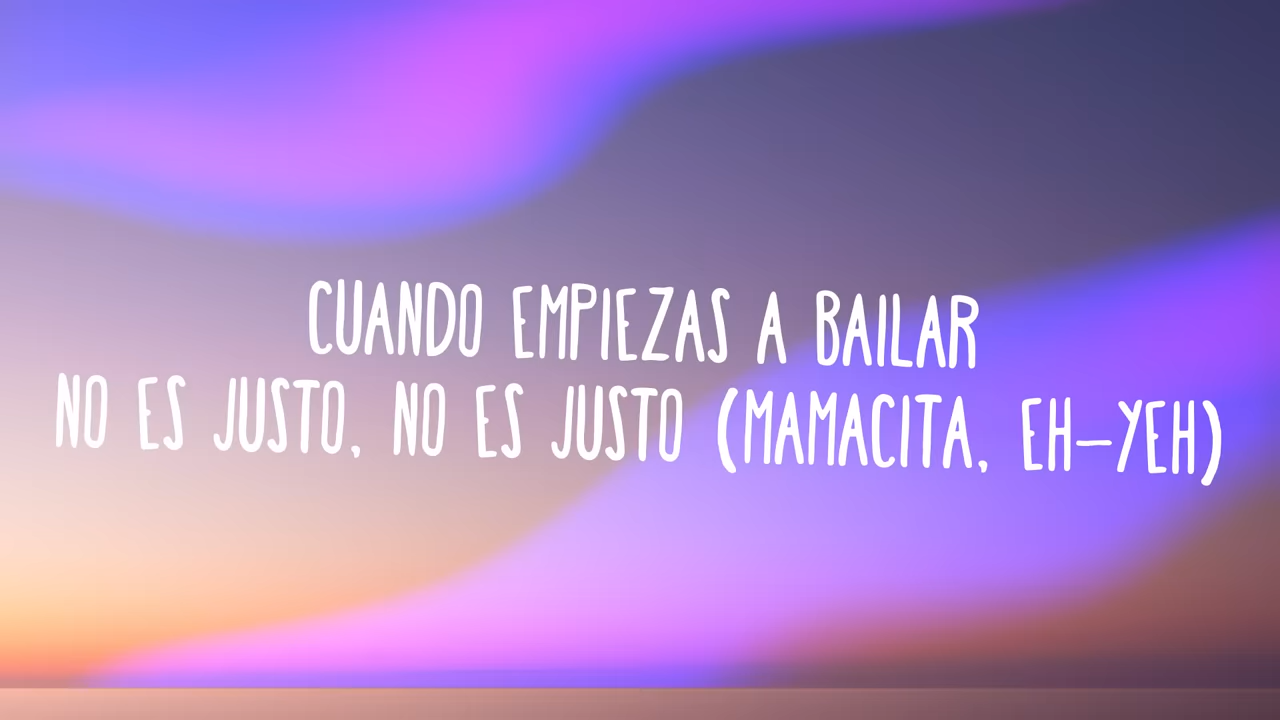 CUANDO EMPIEZAS A BAILAR
NO ES JUSTO, NO ES JUSTO (MAMACITA, EH-YEH)